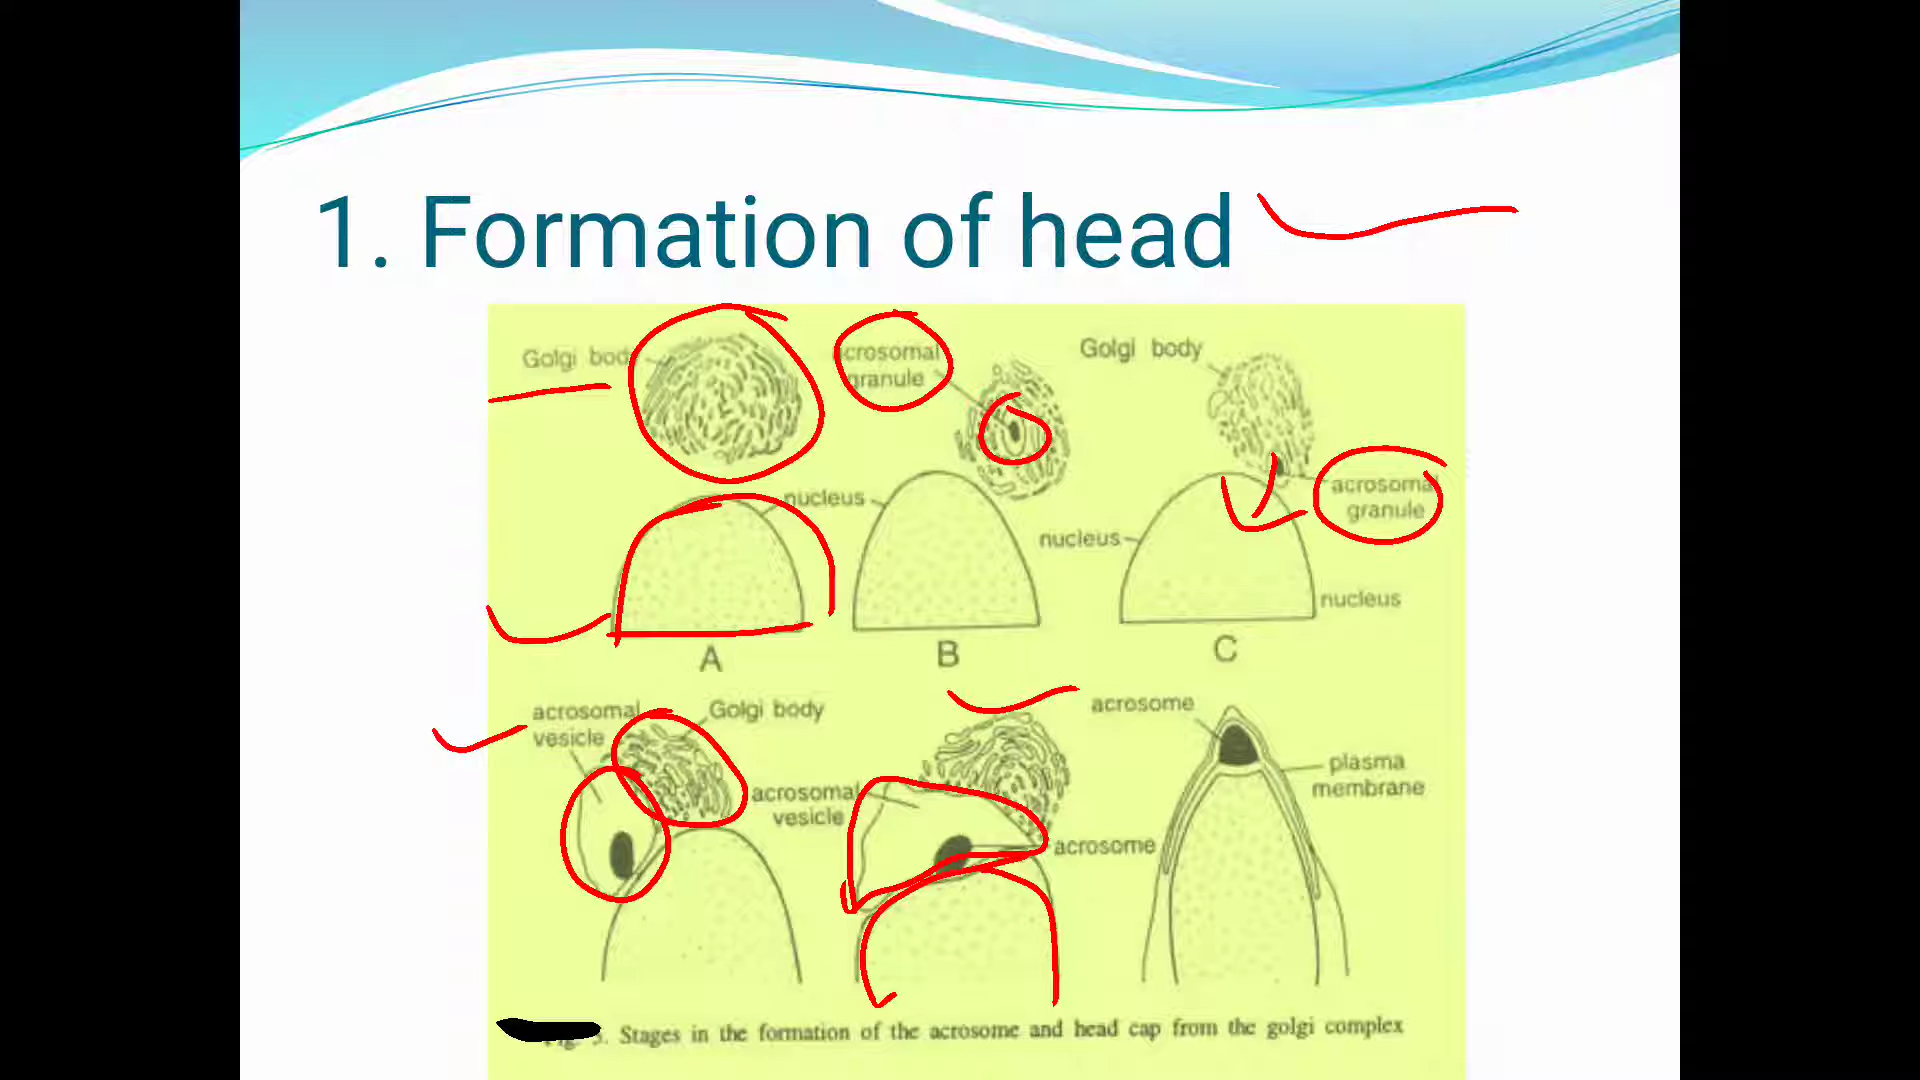 1. Formation of head
Golgi body
acrosomal
granule
Golgi body
nucleus
acrosomal
granule
nucleus
nucleus
A
B
C
acrosomal
vesicle
Golgi body
acrosomal
vesicle
acrosome
acrosome
plasma
membrane
Stages in the formation of the acrosome and head cap from the golgi complex